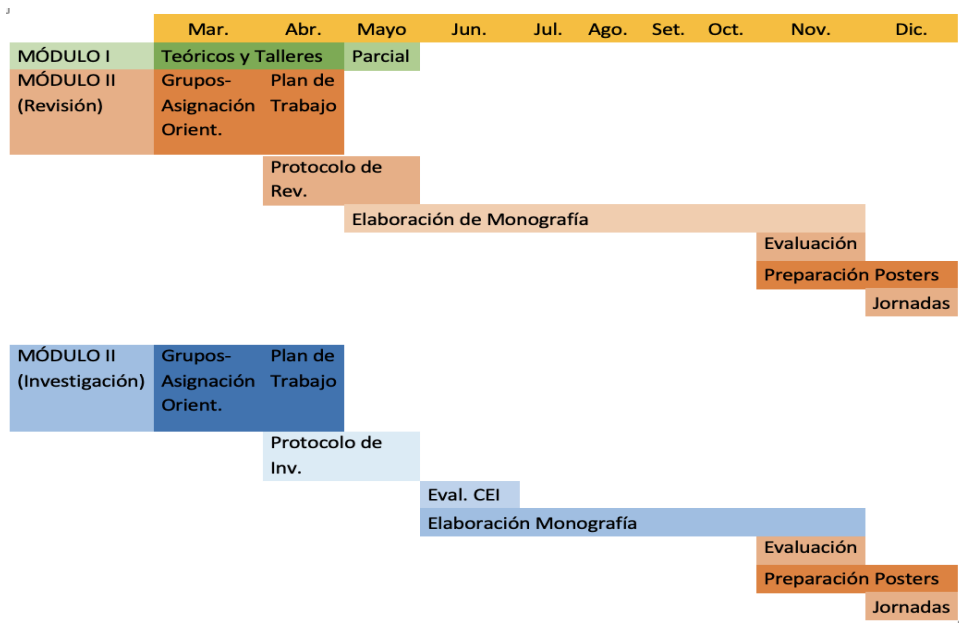 Mar. Abr. Mayo Jun. Jul. Ago. Set. Oct. Nov. Dic.
MÓDULO I Teóricos y Talleres Parcial
MÓDULO II Grupos- Plan de
(Revisión) Asignación Trabajo
Orient.
Protocolo de
Rev.
Elaboración de Monografía
Evaluación
Preparación Posters
Jornadas
MÓDULO II Grupos- Plan de
(Investigación) Asignación Trabajo
Orient.
Protocolo de
Inv.
Eval. CEI
Elaboración Monografía
Evaluación
Preparación Posters
Jornadas